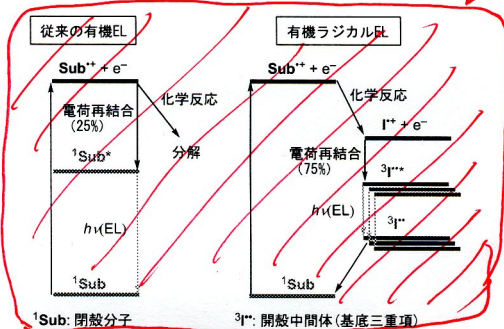 従来の有機EL
有機ラジカルEL
Sub•+ + e−
Sub•+ + e−
化学反応
化学反応
電荷再結合
(25%)
分解
I•+ + e−
電荷再結合
(75%)
¹Sub*
³I••*
hν(EL)
hν(EL)
³I••
¹Sub
¹Sub
¹Sub: 閉殻分子
³I••: 開殻中間体(基底三重項)